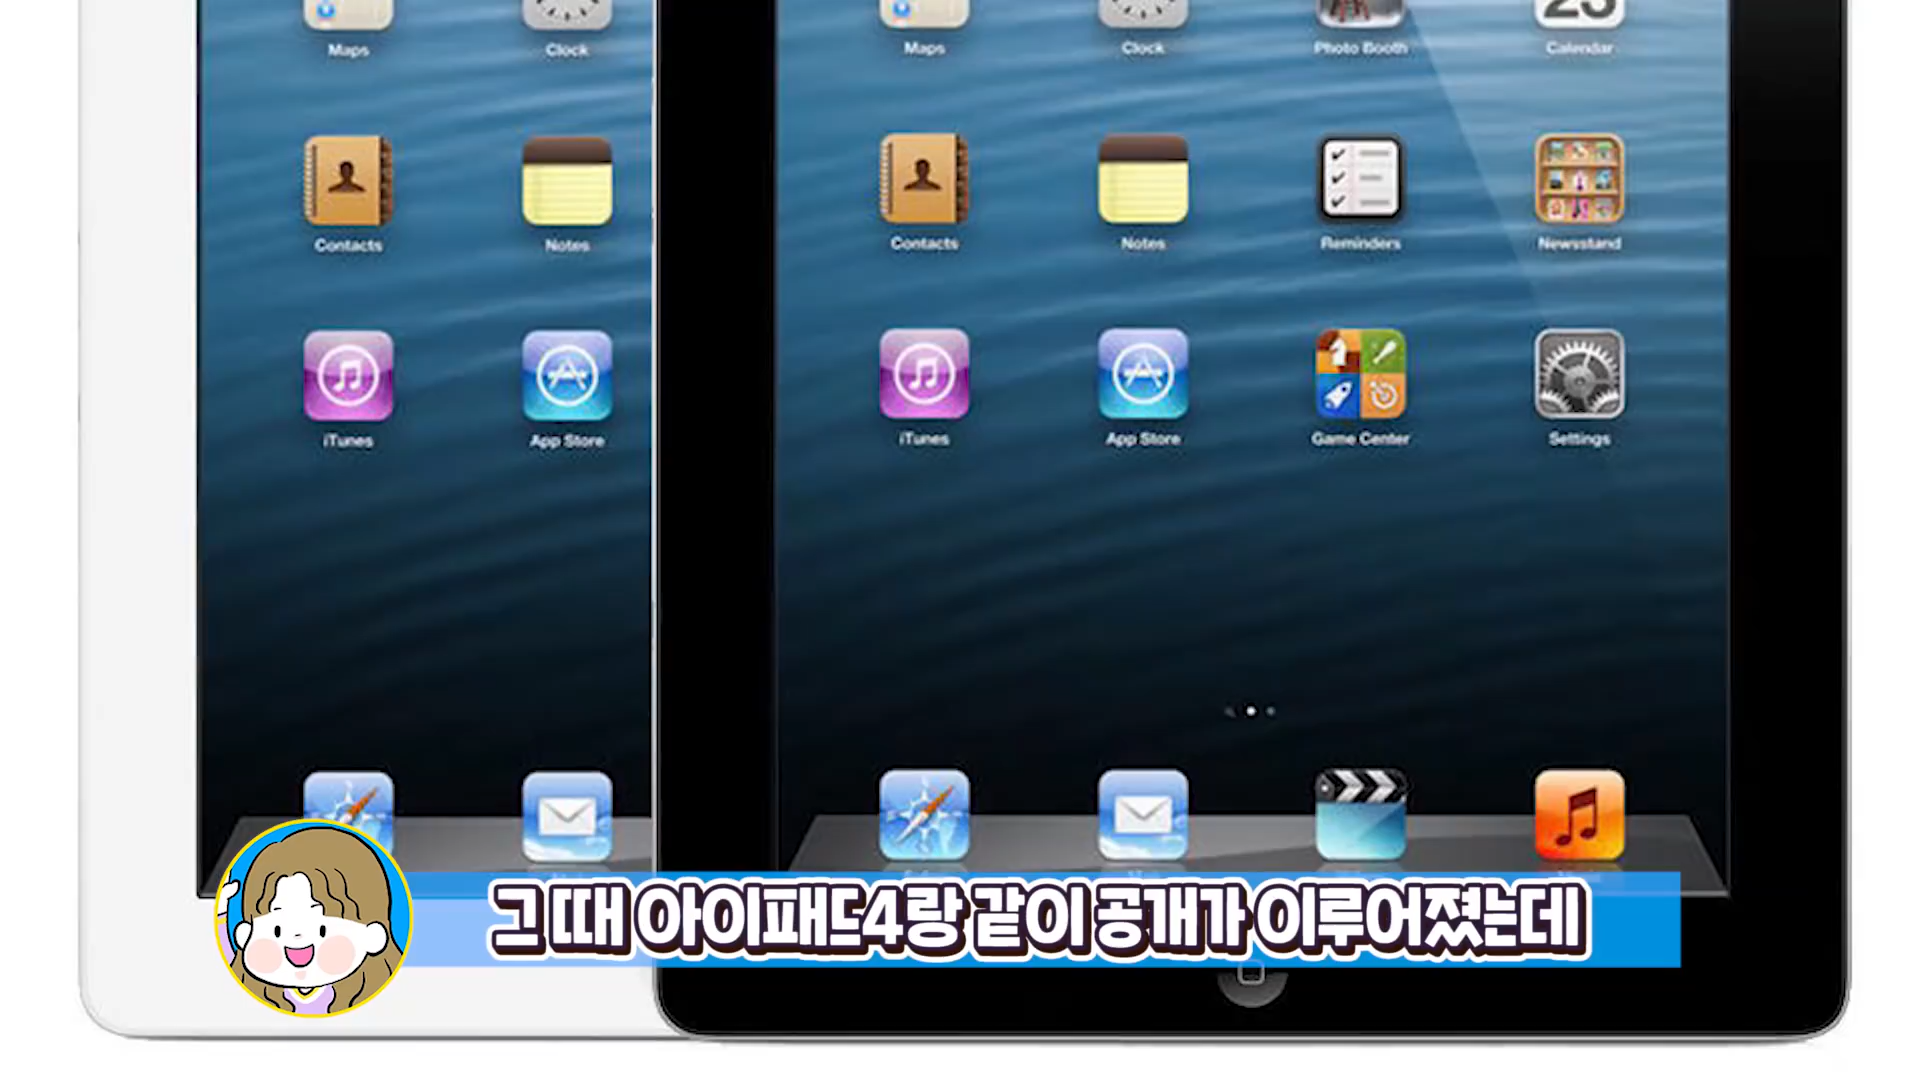 Maps Clock Maps Clock Photo Booth Calendar
Contacts Notes Contacts Notes Reminders Newsstand
iTunes App Store iTunes App Store Game Center Settings
그 때 아이패드4랑 같이 공개가 이루어졌는데